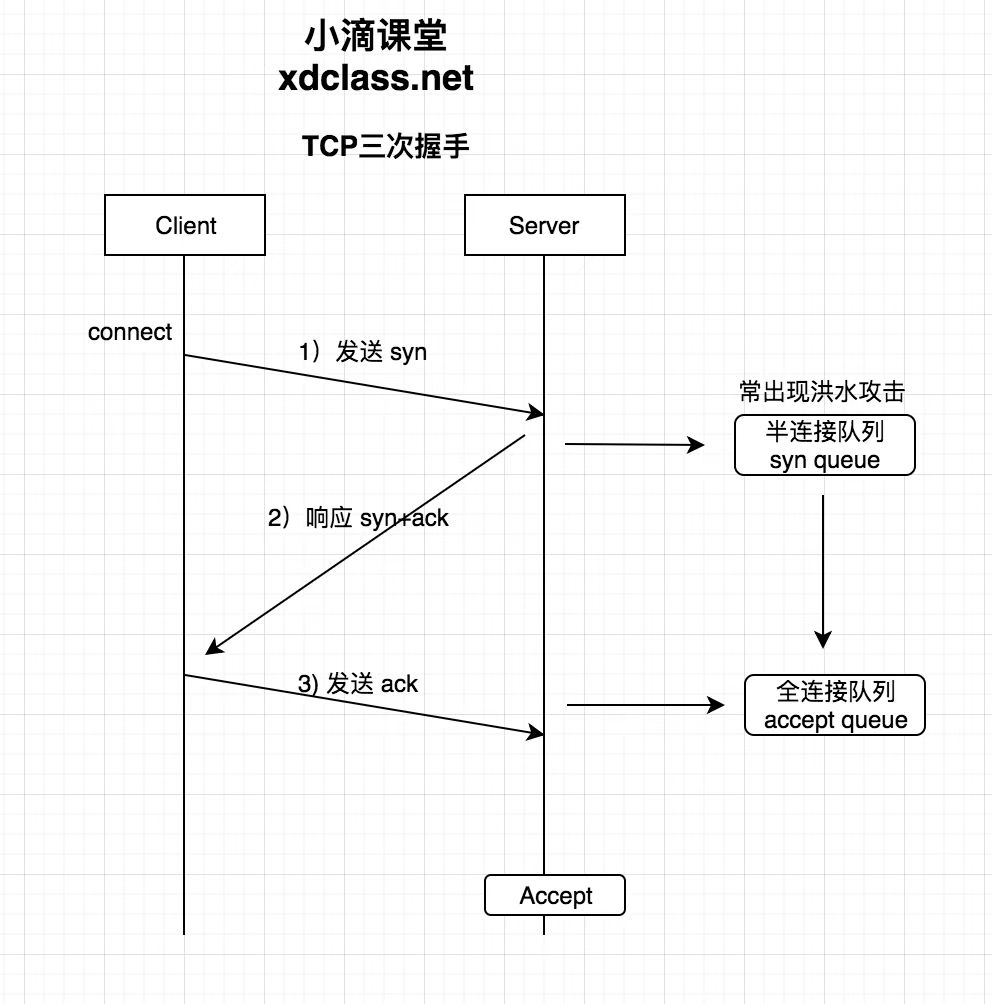 小滴课堂
xdclass.net
TCP三次握手
Client
Server
connect
1）发送 syn
常出现洪水攻击
半连接队列
syn queue
2）响应 syn+ack
3) 发送 ack
全连接队列
accept queue
Accept